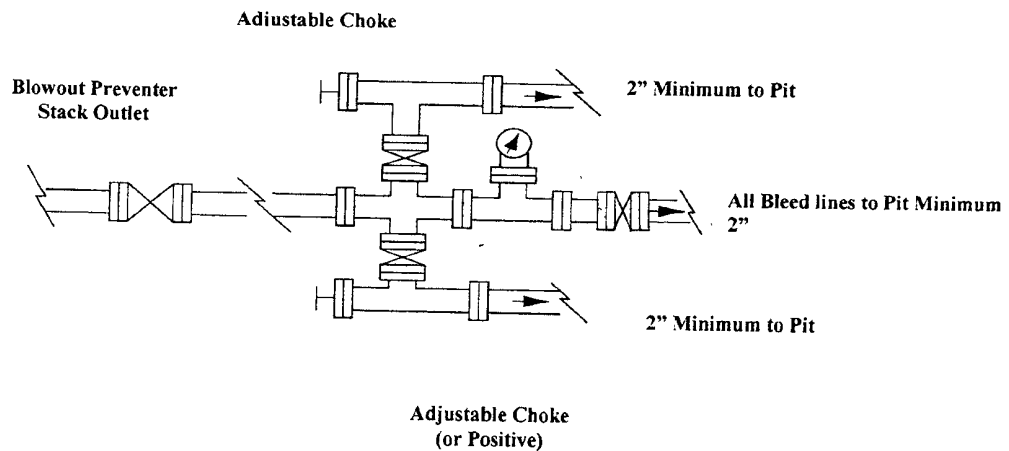 Adjustable Choke
Blowout Preventer
Stack Outlet
2” Minimum to Pit
All Bleed lines to Pit Minimum
2”
2” Minimum to Pit
Adjustable Choke
(or Positive)